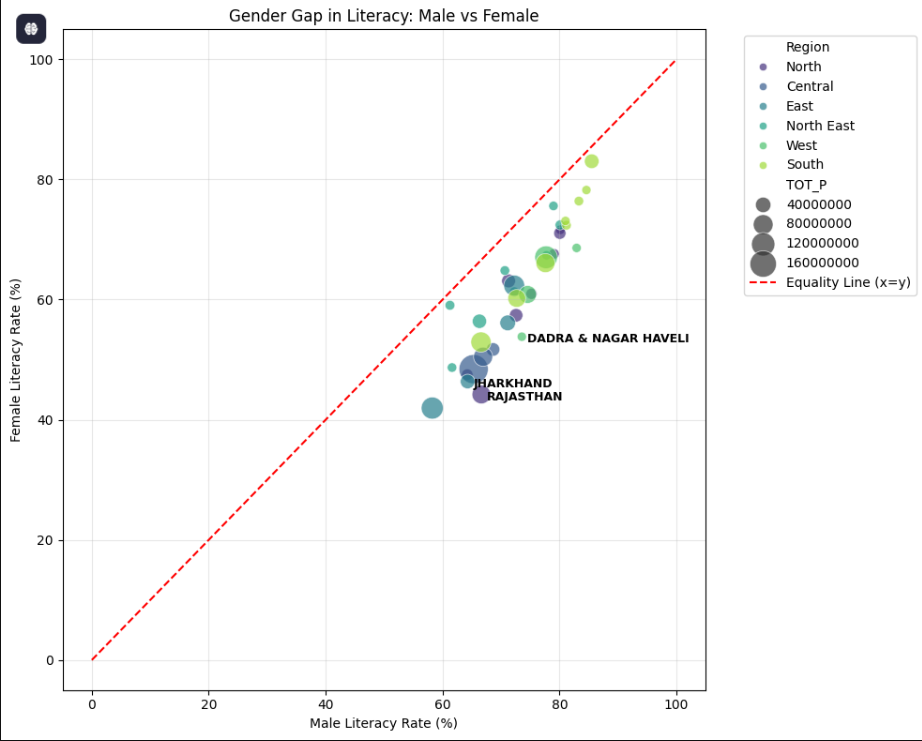 Gender Gap in Literacy: Male vs Female
100
80
60
40
20
0
Female Literacy Rate (%)
DADRA & NAGAR HAVELI
JHARKHAND
RAJASTHAN
0 20 40 60 80 100
Male Literacy Rate (%)
Region
North
Central
East
North East
West
South
TOT_P
40000000
80000000
120000000
160000000
Equality Line (x=y)